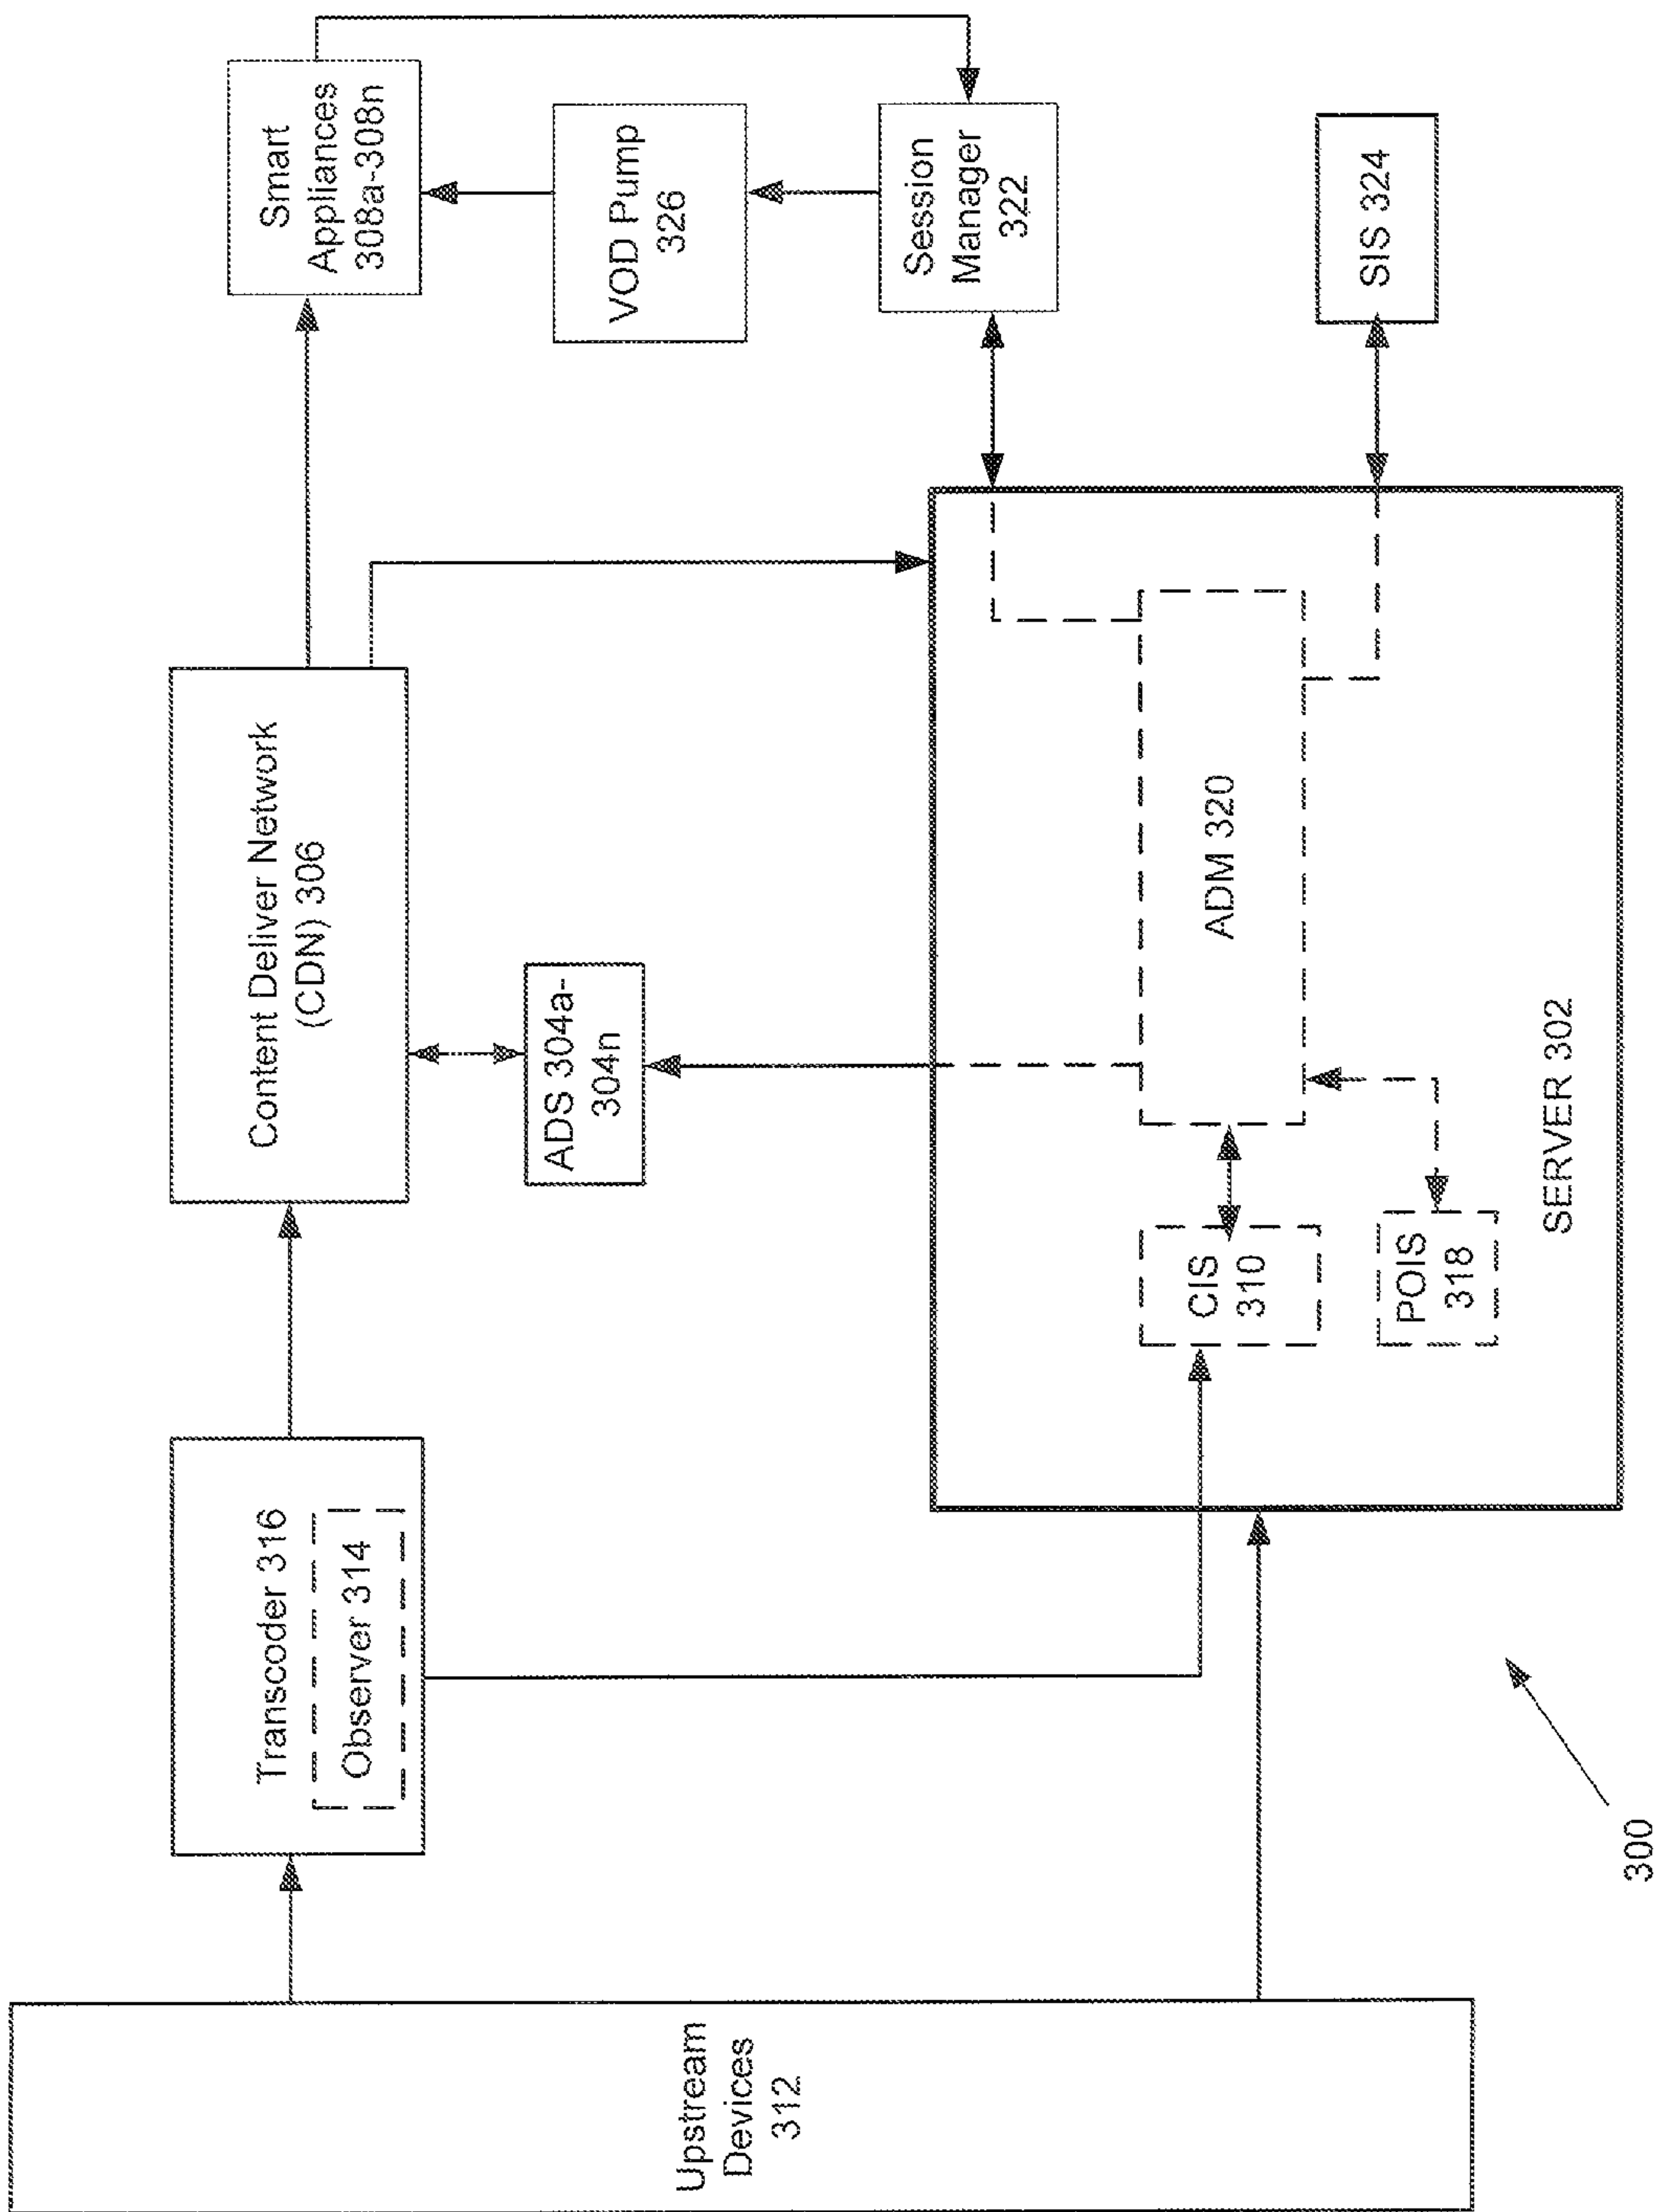 Upstream
Devices
312
Transcoder 316
Observer 314
Content Deliver Network
(CDN) 306
Smart
Appliances
308a-308n
ADS 304a-
304n
VOD Pump
326
Session
Manager
322
CIS
310
ADM 320
POIS
318
SIS 324
SERVER 302
300